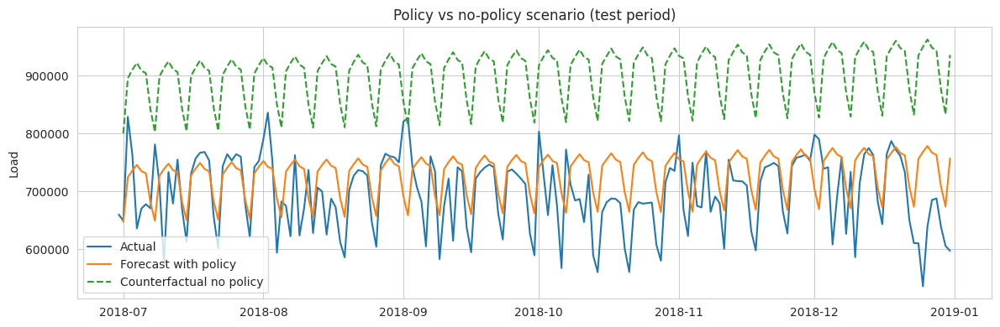 Policy vs no-policy scenario (test period)
Load
900000
800000
700000
600000
Actual
Forecast with policy
Counterfactual no policy
2018-07
2018-08
2018-09
2018-10
2018-11
2018-12
2019-01